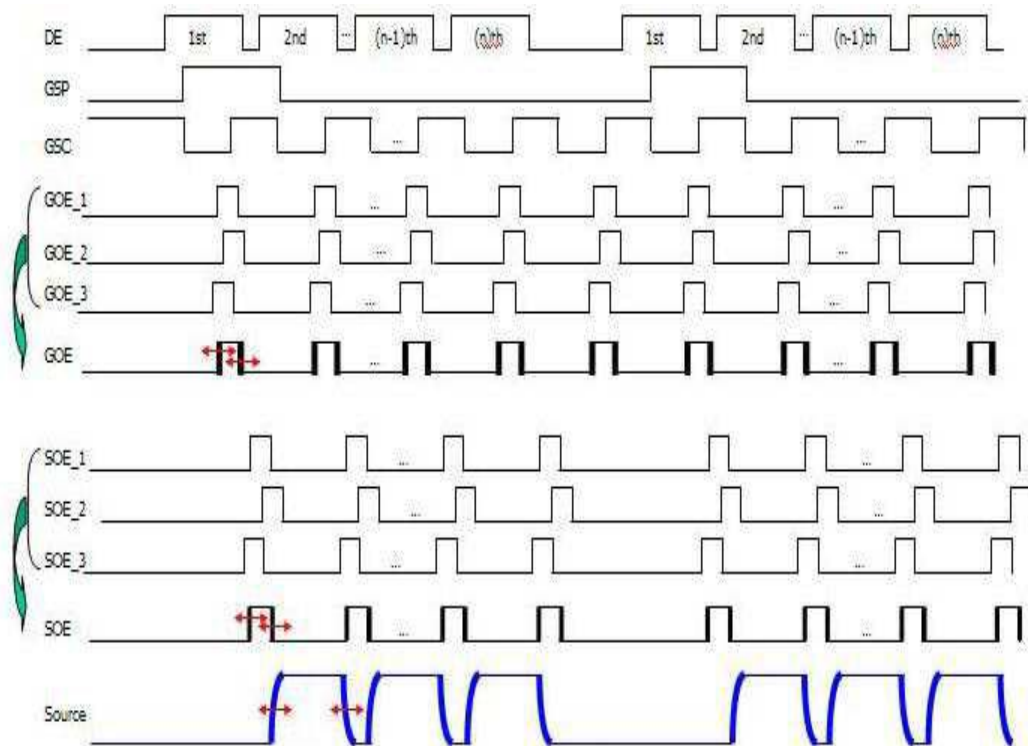 DE 1st 2nd ... (n-1)th (n)th 1st 2nd ... (n-1)th (n)th
GSP
GSC ... ...
GOE_1 ... ...
GOE_2 ... ...
GOE_3 ... ...
GOE ... ...
SOE_1 ... ...
SOE_2 ... ...
SOE_3 ... ...
SOE ... ...
Source